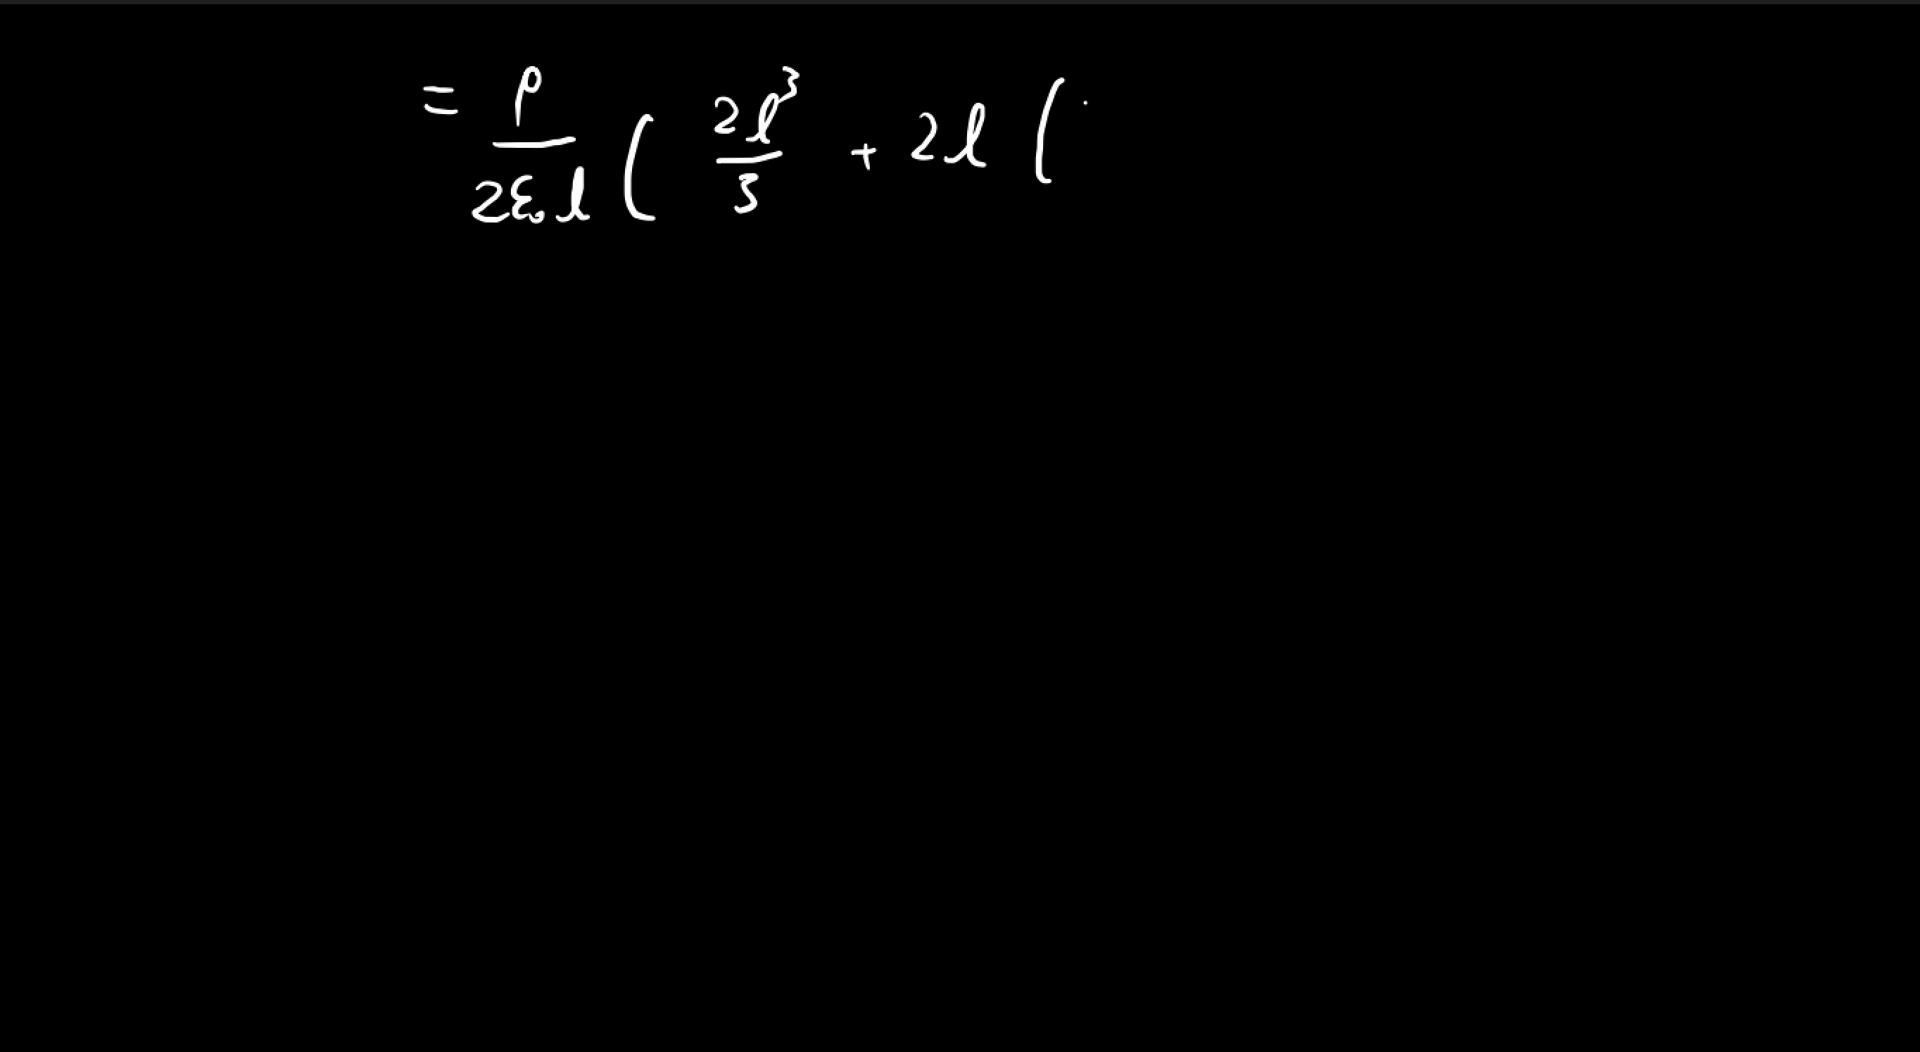 = ρ/(2ε₀l) ( 2l³/3 + 2l (